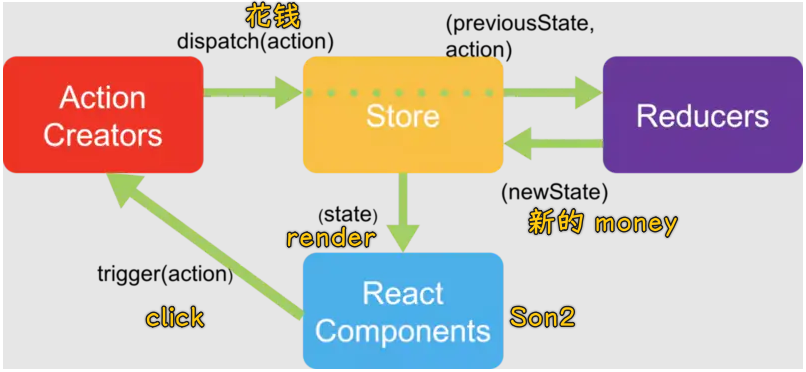 花钱
dispatch(action)
(previousState,
action)
Action
Creators
Store
Reducers
(state)
render
(newState)
新的 money
trigger(action)
click
React
Components
Son2